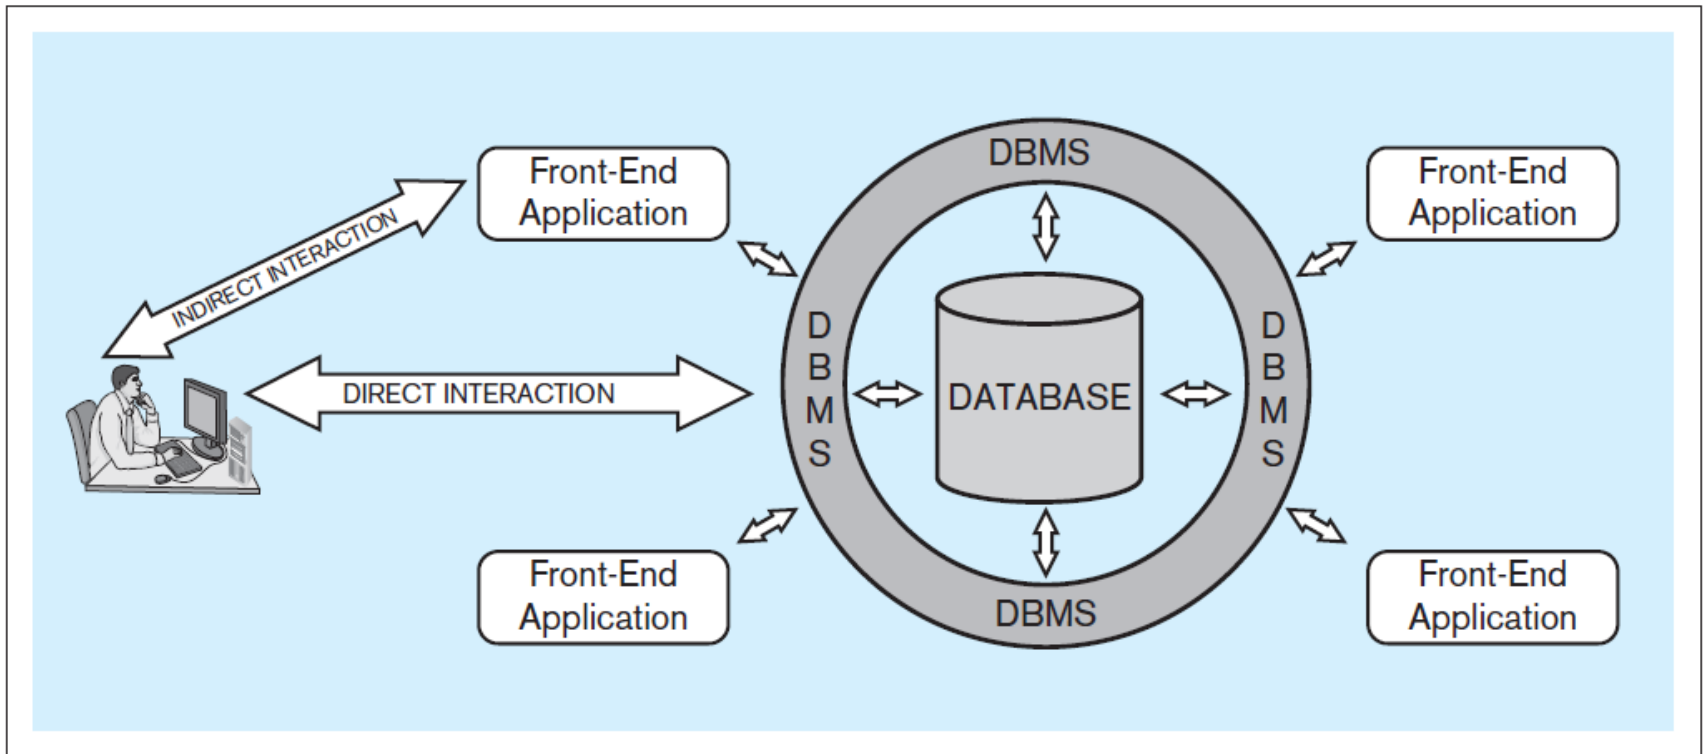 DBMS
Front-End
Application
Front-End
Application
INDIRECT INTERACTION
D
B
M
S
D
B
M
S
DIRECT INTERACTION
DATABASE
Front-End
Application
Front-End
Application
DBMS